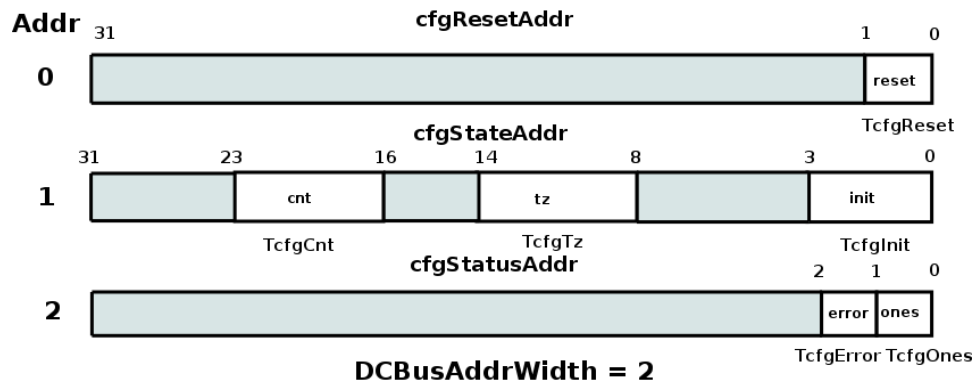 cfgResetAddr
Addr 31 1 0
0 reset
TcfgReset
cfgStateAddr
31 23 16 14 8 3 0
1 cnt tz init
TcfgCnt TcfgTz TcfgInit
cfgStatusAddr
2 1 0
2 error ones
TcfgError TcfgOnes
DCBusAddrWidth = 2